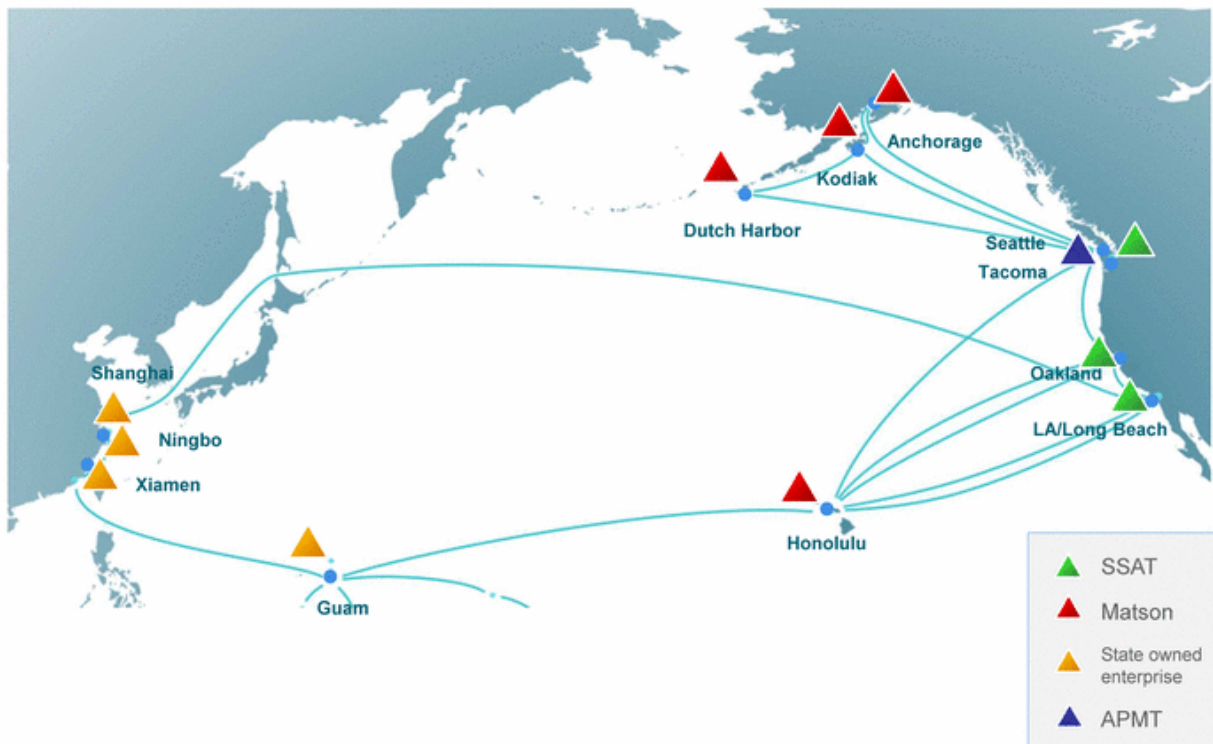 Anchorage
Kodiak
Dutch Harbor
Seattle
Tacoma
Shanghai
Oakland
LA/Long Beach
Ningbo
Xiamen
Honolulu
Guam
SSAT
Matson
State owned
enterprise
APMT